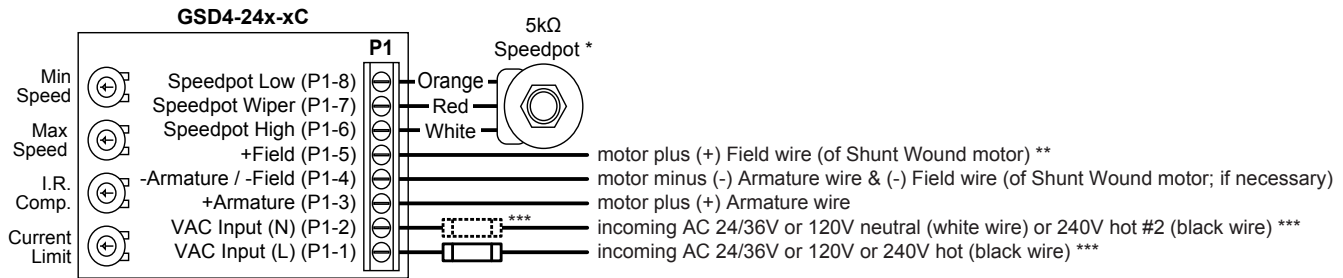 GSD4-24x-xC
5kΩ
Speedpot *
P1
Min
Speed
Speedpot Low (P1-8)
Orange
Speedpot Wiper (P1-7)
Red
Max
Speed
Speedpot High (P1-6)
White
+Field (P1-5)
motor plus (+) Field wire (of Shunt Wound motor) **
I.R.
Comp.
-Armature / -Field (P1-4)
motor minus (-) Armature wire & (-) Field wire (of Shunt Wound motor; if necessary)
+Armature (P1-3)
motor plus (+) Armature wire
Current
Limit
VAC Input (N) (P1-2)
***
incoming AC 24/36V or 120V neutral (white wire) or 240V hot #2 (black wire) ***
VAC Input (L) (P1-1)
incoming AC 24/36V or 120V or 240V hot (black wire) ***